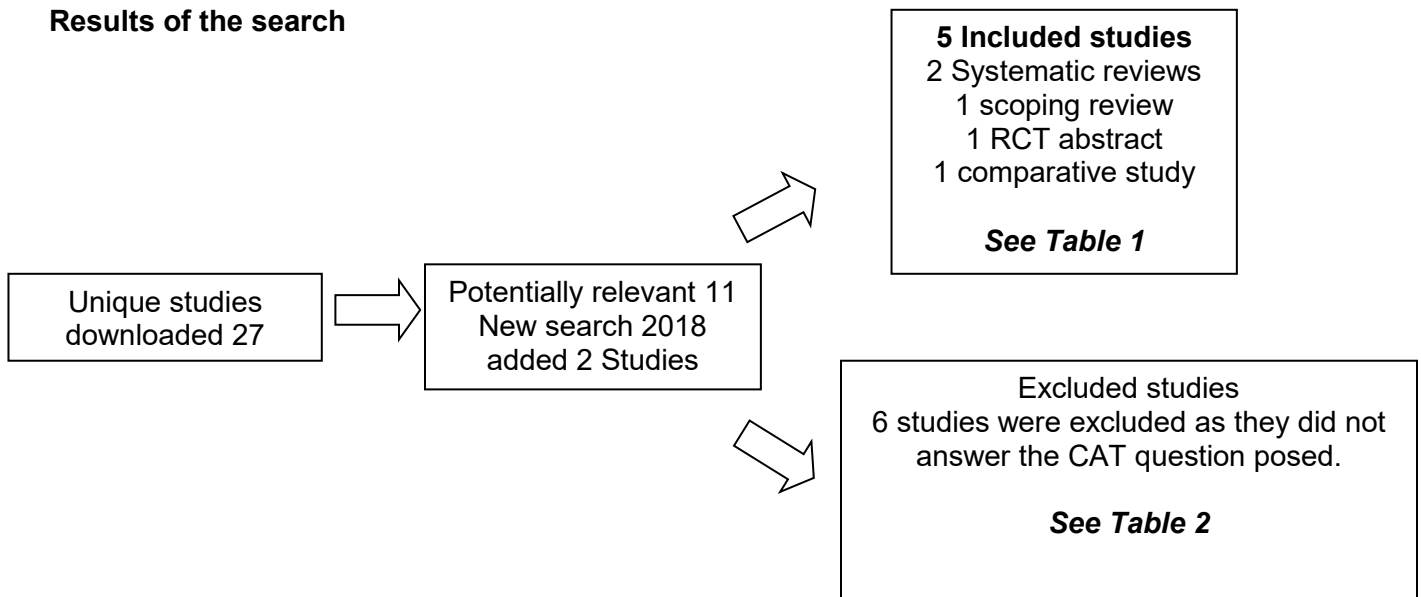 Results of the search
5 Included studies
2 Systematic reviews
1 scoping review
1 RCT abstract
1 comparative study
See Table 1
Unique studies
downloaded 27
Potentially relevant 11
New search 2018
added 2 Studies
Excluded studies
6 studies were excluded as they did not
answer the CAT question posed.
See Table 2